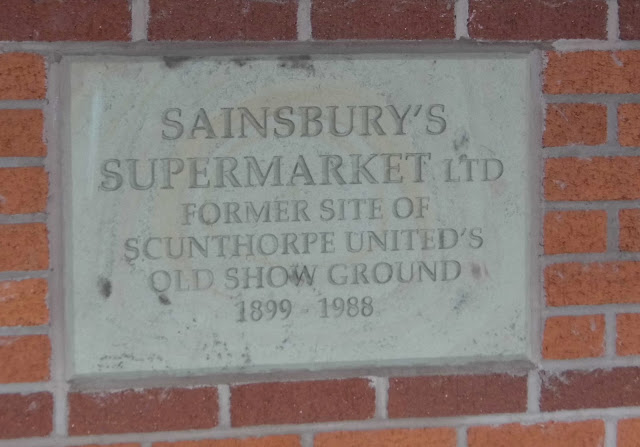 SAINSBURY'S
SUPERMARKET LTD
FORMER SITE OF
SCUNTHORPE UNITED'S
OLD SHOW GROUND
1899 - 1988